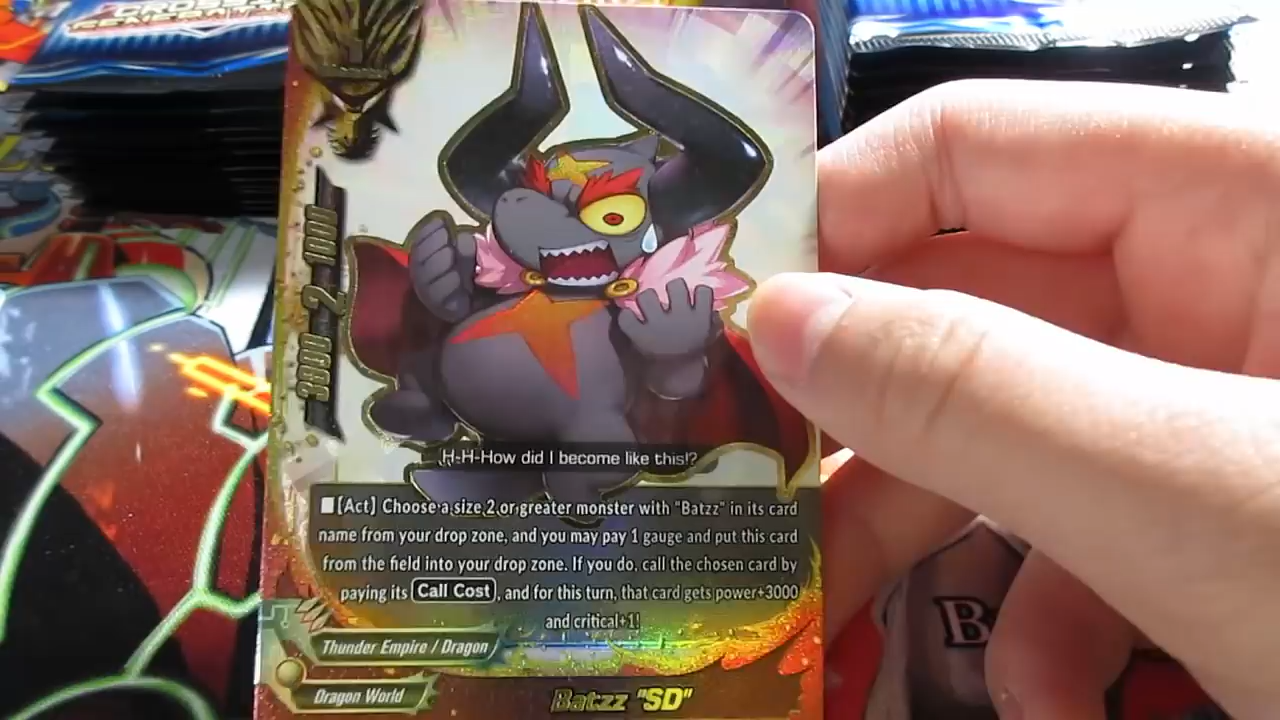 CROSS
GENERATI
3000 2 1000
H-H-How did I become like this!?
■【Act】 Choose a size 2 or greater monster with "Batzz" in its card
name from your drop zone, and you may pay 1 gauge and put this card
from the field into your drop zone. If you do, call the chosen card by
paying its Call Cost, and for this turn, that card gets power+3000
and critical+1!
Thunder Empire / Dragon
Dragon World
Batzz "SD"
B